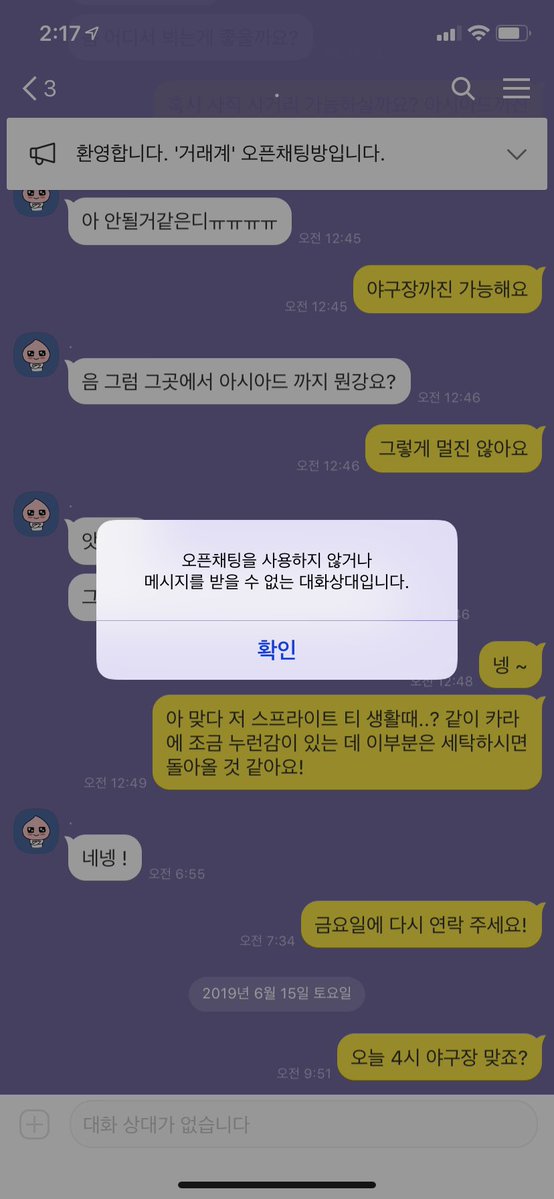 2:17
어디서 뵈는게 좋을까요?
3
.
혹시 사직 사거리 가능하실까요? 아시아드까진
환영합니다. '거래계' 오픈채팅방입니다.
아 안될거같은디ㅠㅠㅠㅠ
오전 12:45
야구장까진 가능해요
오전 12:45
.
음 그럼 그곳에서 아시아드 까지 뭔강요?
오전 12:46
그렇게 멀진 않아요
오전 12:46
.
앗
그
오픈채팅을 사용하지 않거나
메시지를 받을 수 없는 대화상대입니다.
확인
넹 ~
오전 12:48
아 맞다 저 스프라이트 티 생활때..? 같이 카라
에 조금 누런감이 있는 데 이부분은 세탁하시면
돌아올 것 같아요!
오전 12:49
.
네넹 !
오전 6:55
금요일에 다시 연락 주세요!
오전 7:34
2019년 6월 15일 토요일
오늘 4시 야구장 맞죠?
오전 9:51
대화 상대가 없습니다